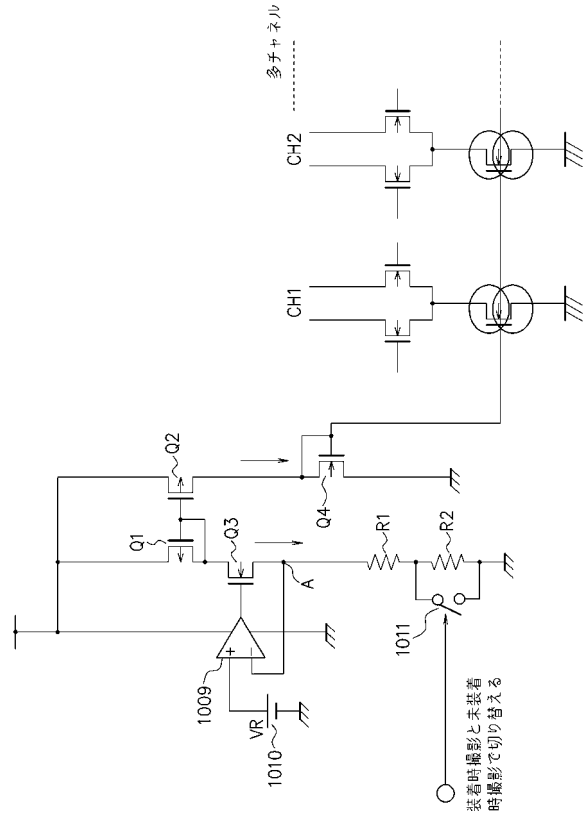 多チャネル
CH1
CH2
Q1
Q2
Q3
Q4
A
1009
+
−
VR
1010
R1
R2
1011
装着時撮影と未装着
時撮影で切り替える